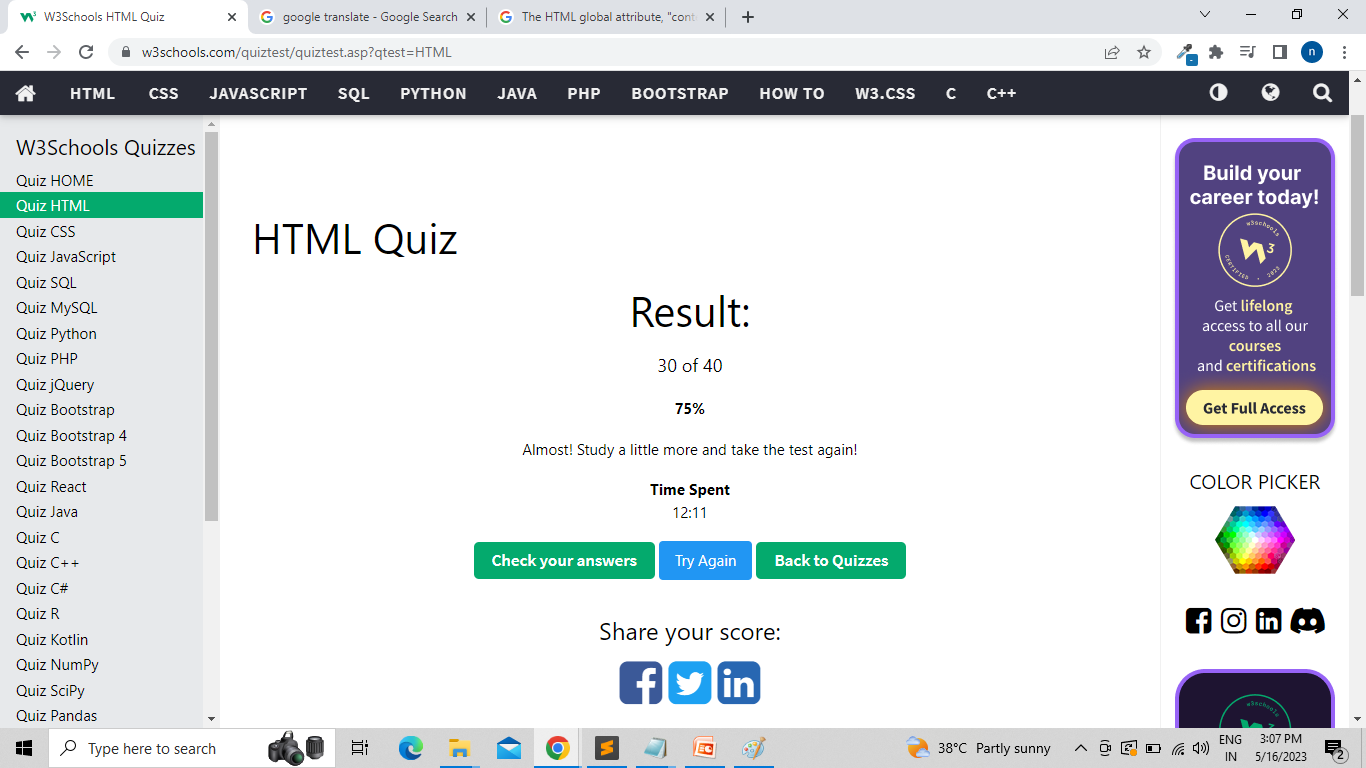 W3Schools HTML Quiz
google translate - Google Search
The HTML global attribute, "cont
w3schools.com/quiztest/quiztest.asp?qtest=HTML
n
HTML CSS JAVASCRIPT SQL PYTHON JAVA PHP BOOTSTRAP HOW TO W3.CSS C C++
W3Schools Quizzes
Quiz HOME
Quiz HTML
Quiz CSS
Quiz JavaScript
Quiz SQL
Quiz MySQL
Quiz Python
Quiz PHP
Quiz jQuery
Quiz Bootstrap
Quiz Bootstrap 4
Quiz Bootstrap 5
Quiz React
Quiz Java
Quiz C
Quiz C++
Quiz C#
Quiz R
Quiz Kotlin
Quiz NumPy
Quiz SciPy
Quiz Pandas
HTML Quiz
Result:
30 of 40
75%
Almost! Study a little more and take the test again!
Time Spent
12:11
Check your answers
Try Again
Back to Quizzes
Share your score:
Build your
career today!
w3schools
CERTIFIED
Get lifelong
access to all our
courses
and certifications
Get Full Access
COLOR PICKER
w3schools
Type here to search
38°C Partly sunny
ENG
IN
3:07 PM
5/16/2023
2